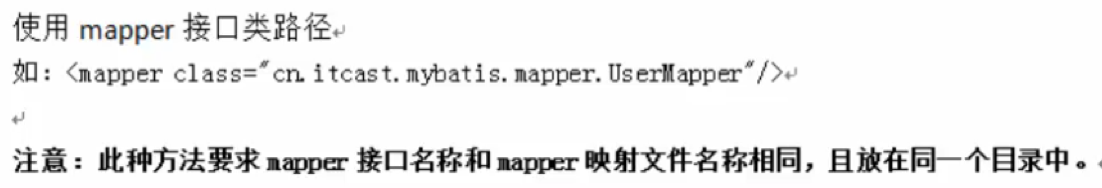 使用 mapper 接口类路径
如：<mapper class="cn.itcast.mybatis.mapper.UserMapper"/>
注意：此种方法要求 mapper 接口名称和 mapper 映射文件名称相同，且放在同一个目录中。